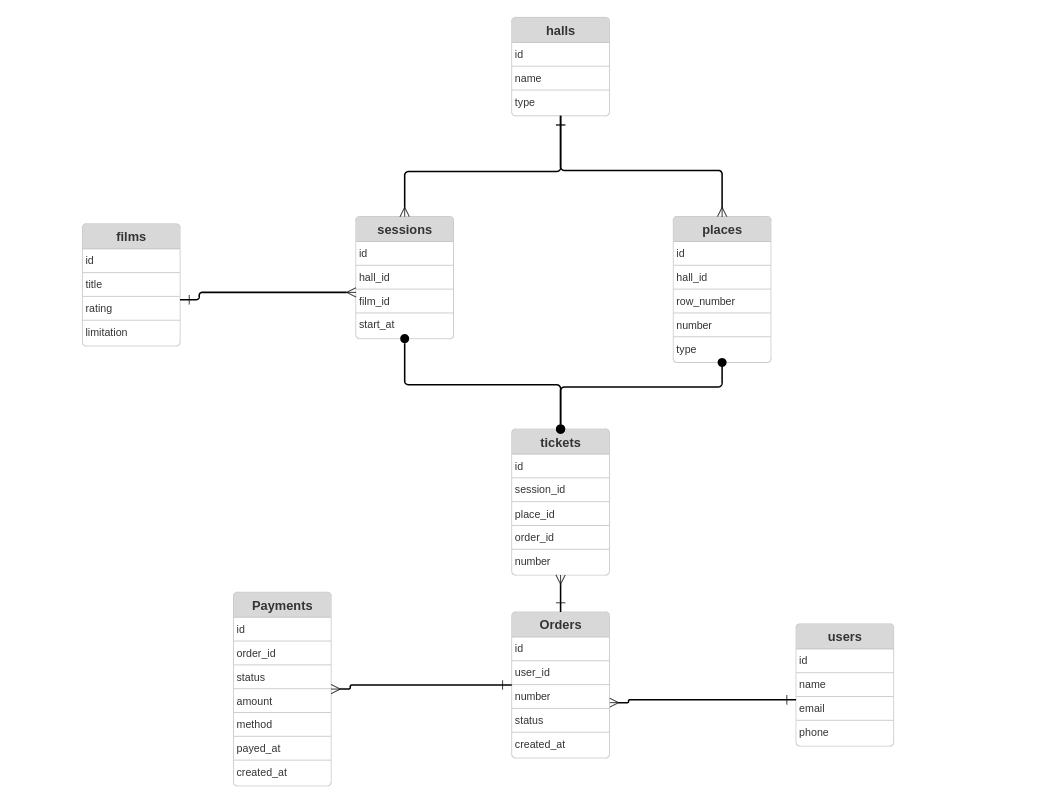 halls
id
name
type
films
id
title
rating
limitation
sessions
id
hall_id
film_id
start_at
places
id
hall_id
row_number
number
type
tickets
id
session_id
place_id
order_id
number
Payments
id
order_id
status
amount
method
payed_at
created_at
Orders
id
user_id
number
status
created_at
users
id
name
email
phone